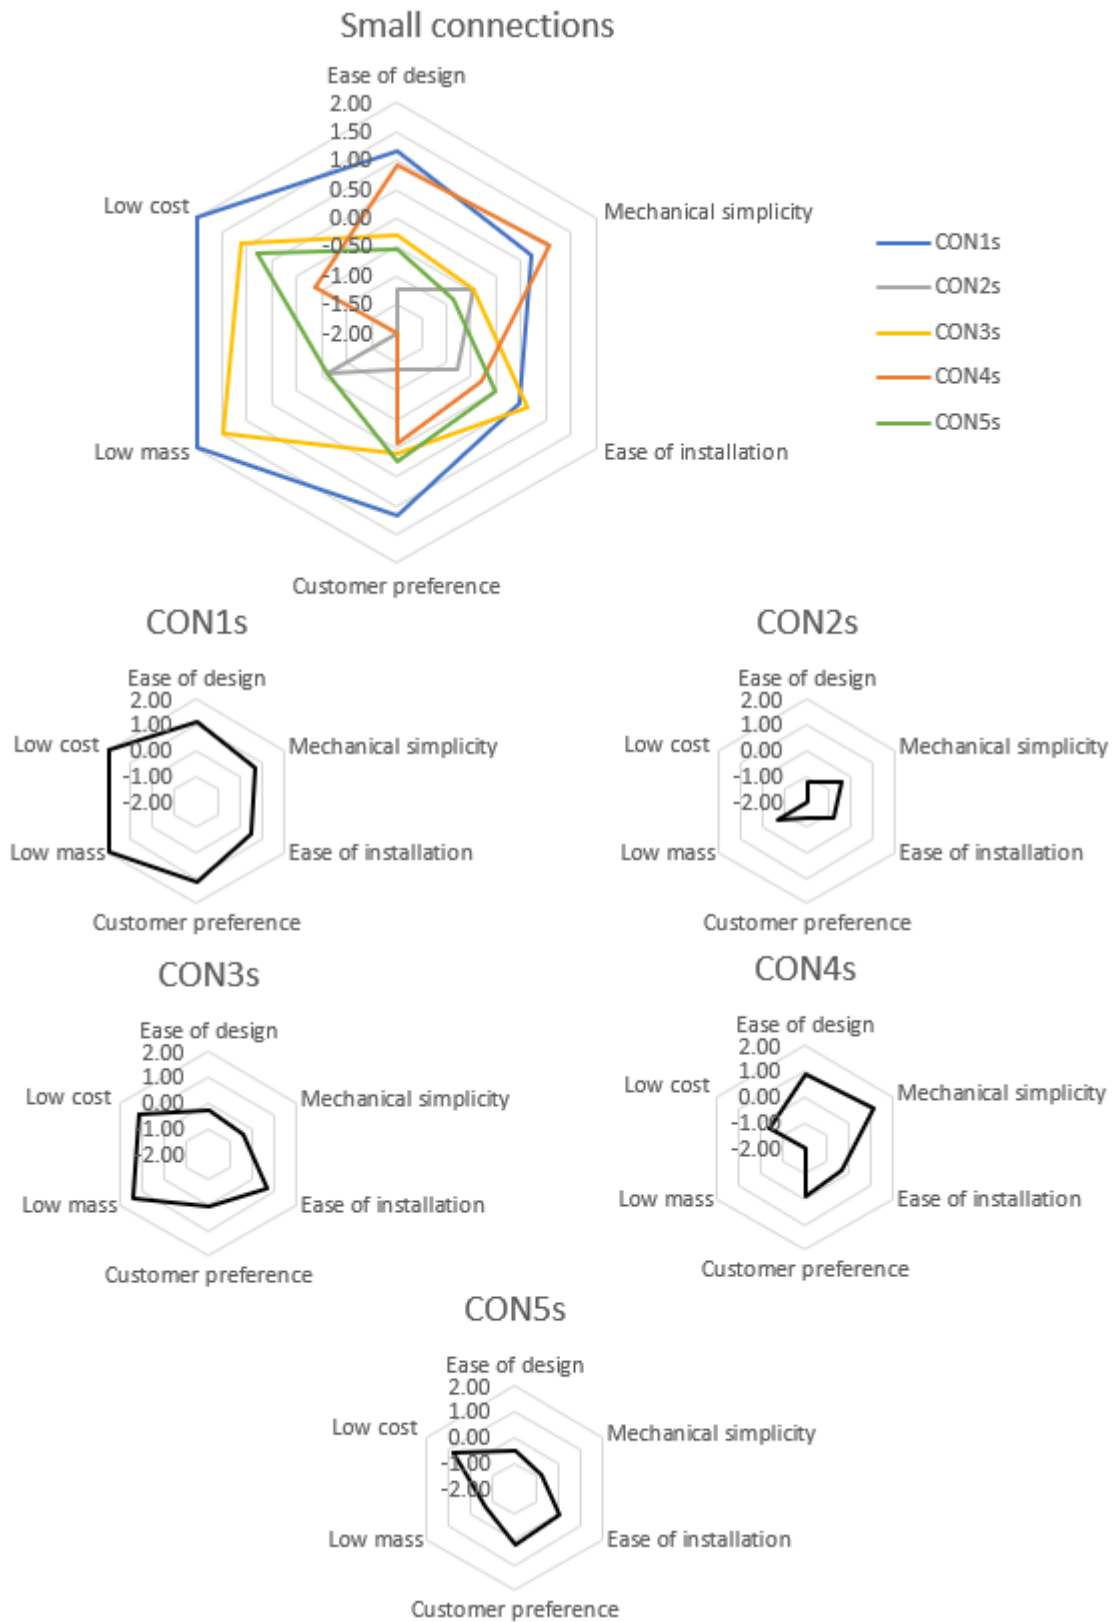 Small connections
Ease of design
2.00
1.50
1.00
0.50
0.00
-0.50
-1.00
-1.50
-2.00
Low cost
Mechanical simplicity
Low mass
Ease of installation
Customer preference
CON1s
CON2s
CON3s
CON4s
CON5s
CON1s
Ease of design
2.00
1.00
0.00
-1.00
-2.00
Low cost
Mechanical simplicity
Low mass
Ease of installation
Customer preference
CON2s
Ease of design
2.00
1.00
0.00
-1.00
-2.00
Low cost
Mechanical simplicity
Low mass
Ease of installation
Customer preference
CON3s
Ease of design
2.00
1.00
0.00
-1.00
-2.00
Low cost
Mechanical simplicity
Low mass
Ease of installation
Customer preference
CON4s
Ease of design
2.00
1.00
0.00
-1.00
-2.00
Low cost
Mechanical simplicity
Low mass
Ease of installation
Customer preference
CON5s
Ease of design
2.00
1.00
0.00
-1.00
-2.00
Low cost
Mechanical simplicity
Low mass
Ease of installation
Customer preference